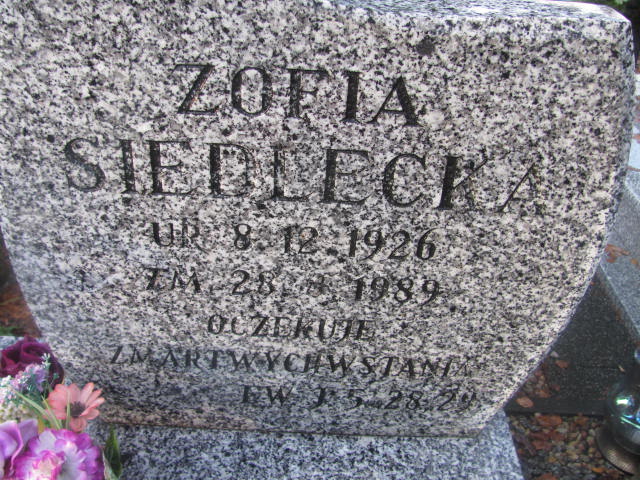 ZOFIA
SIEDLECKA
UR 8 12 1926
ZM 28 1989
OCZEKUJE
ZMARTWYCHWSTANIA
EW J 5 28,29